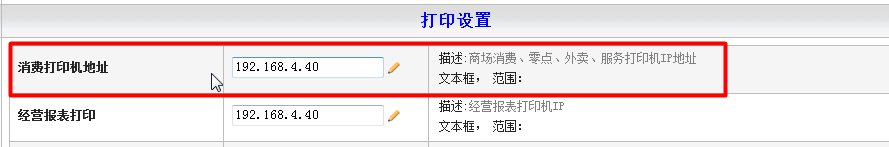 打印设置
消费打印机地址
192.168.4.40
描述:商场消费、零点、外卖、服务打印机IP地址
文本框， 范围：
经营报表打印
192.168.4.40
描述:经营报表打印机IP
文本框， 范围：